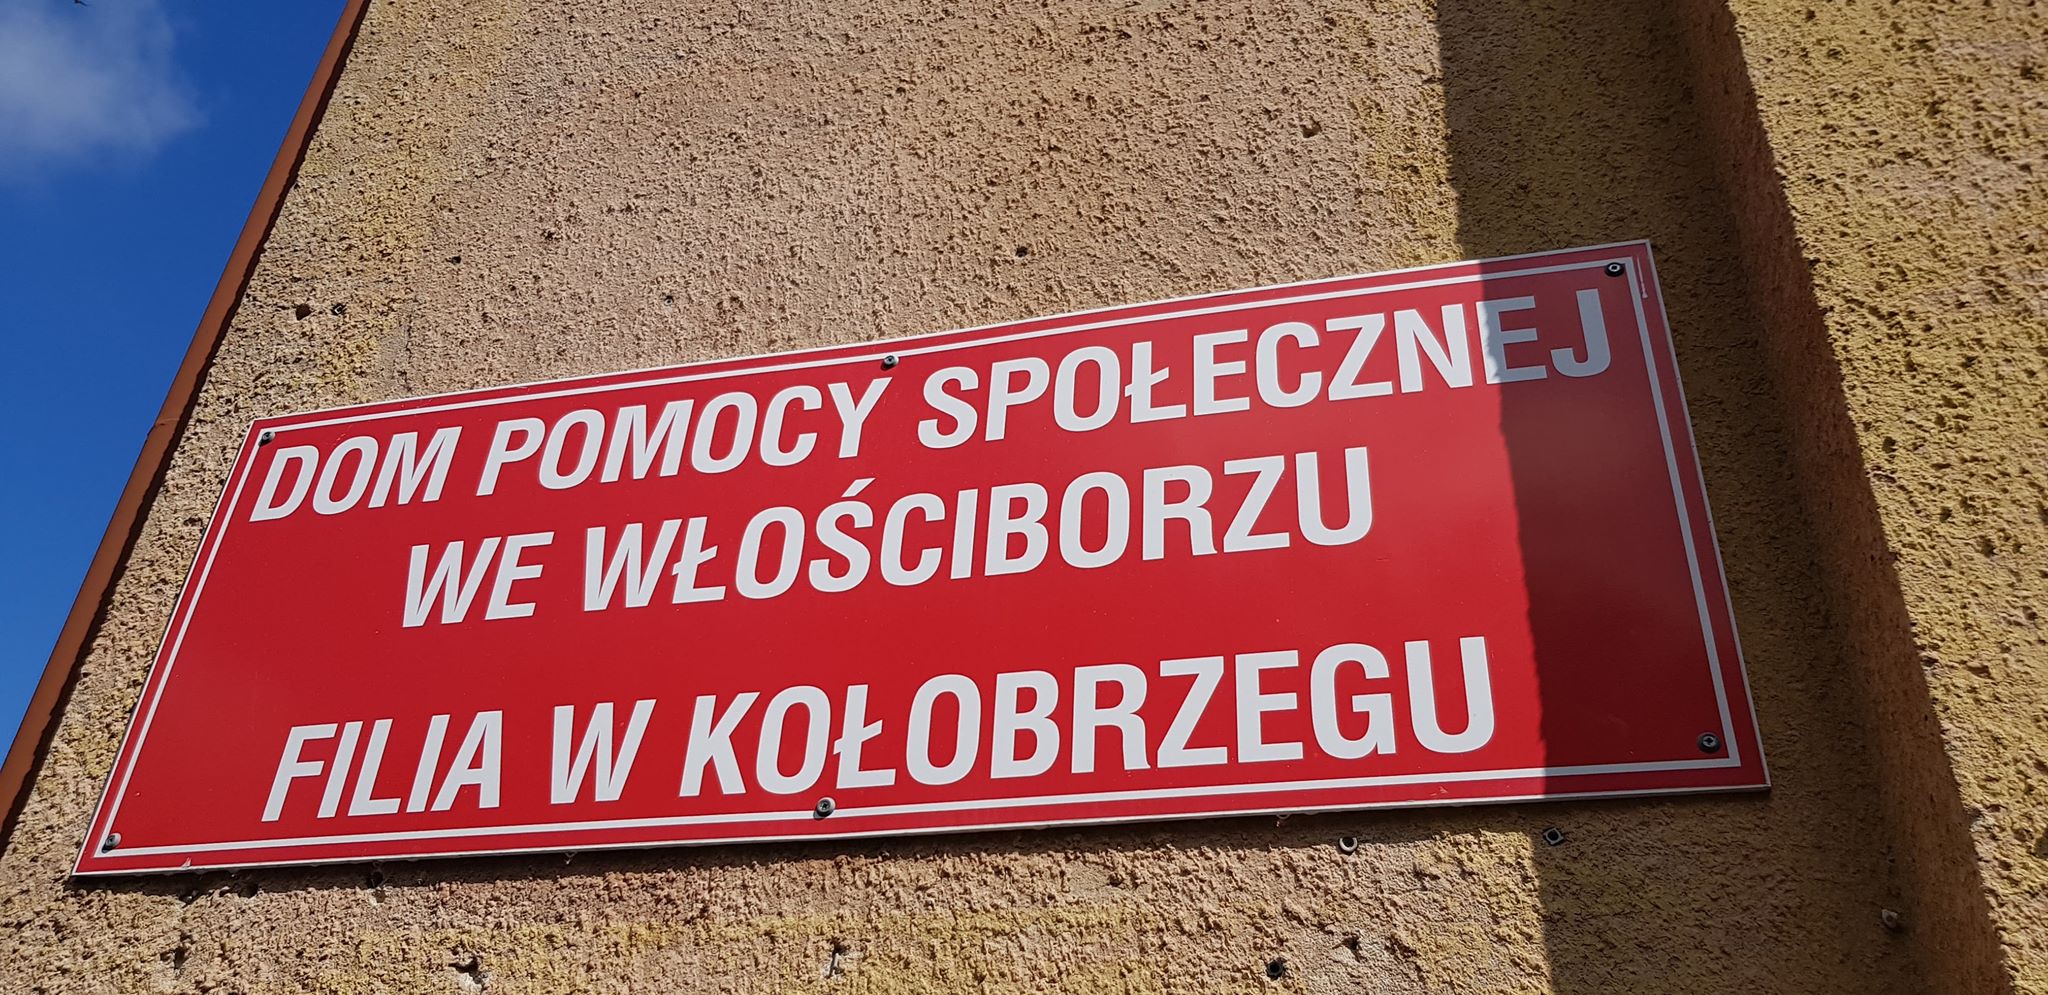 DOM POMOCY SPOŁECZNEJ
WE WŁOŚCIBORZU
FILIA W KOŁOBRZEGU